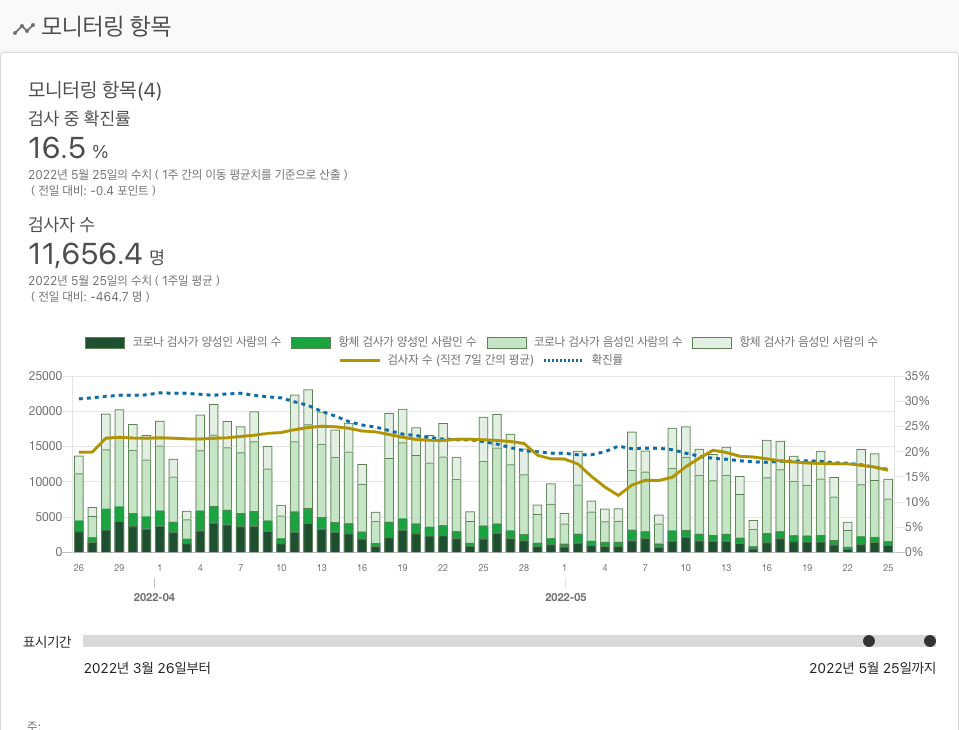 모니터링 항목
모니터링 항목(4)
검사 중 확진률
16.5 %
2022년 5월 25일의 수치 ( 1주 간의 이동 평균치를 기준으로 산출 )
( 전일 대비: -0.4 포인트 )
검사자 수
11,656.4 명
2022년 5월 25일의 수치 ( 1주일 평균 )
( 전일 대비: -464.7 명 )
코로나 검사가 양성인 사람의 수 항체 검사가 양성인 사람인 수 코로나 검사가 음성인 사람의 수 항체 검사가 음성인 사람의 수
검사자 수 (직전 7일 간의 평균) 확진률
25000 35%
30%
20000
25%
15000
20%
15%
10000
10%
5000
5%
0 0%
26 29 1 4 7 10 13 16 19 22 25 28 1 4 7 10 13 16 19 22 25
2022-04 2022-05
표시기간
2022년 3월 26일부터 2022년 5월 25일까지
주: